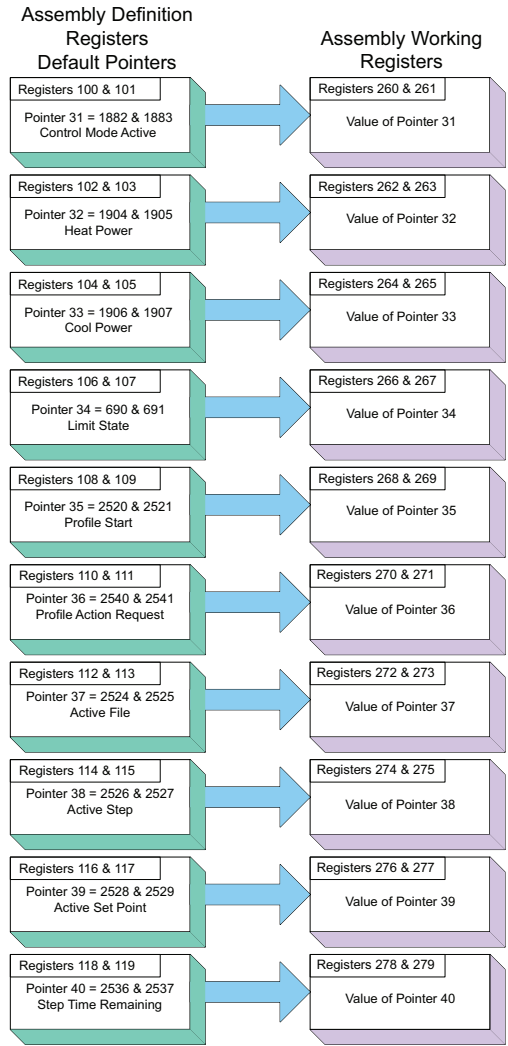 Assembly Definition
Registers
Default Pointers
Assembly Working
Registers
Registers 100 & 101
Pointer 31 = 1882 & 1883
Control Mode Active
Registers 260 & 261
Value of Pointer 31
Registers 102 & 103
Pointer 32 = 1904 & 1905
Heat Power
Registers 262 & 263
Value of Pointer 32
Registers 104 & 105
Pointer 33 = 1906 & 1907
Cool Power
Registers 264 & 265
Value of Pointer 33
Registers 106 & 107
Pointer 34 = 690 & 691
Limit State
Registers 266 & 267
Value of Pointer 34
Registers 108 & 109
Pointer 35 = 2520 & 2521
Profile Start
Registers 268 & 269
Value of Pointer 35
Registers 110 & 111
Pointer 36 = 2540 & 2541
Profile Action Request
Registers 270 & 271
Value of Pointer 36
Registers 112 & 113
Pointer 37 = 2524 & 2525
Active File
Registers 272 & 273
Value of Pointer 37
Registers 114 & 115
Pointer 38 = 2526 & 2527
Active Step
Registers 274 & 275
Value of Pointer 38
Registers 116 & 117
Pointer 39 = 2528 & 2529
Active Set Point
Registers 276 & 277
Value of Pointer 39
Registers 118 & 119
Pointer 40 = 2536 & 2537
Step Time Remaining
Registers 278 & 279
Value of Pointer 40